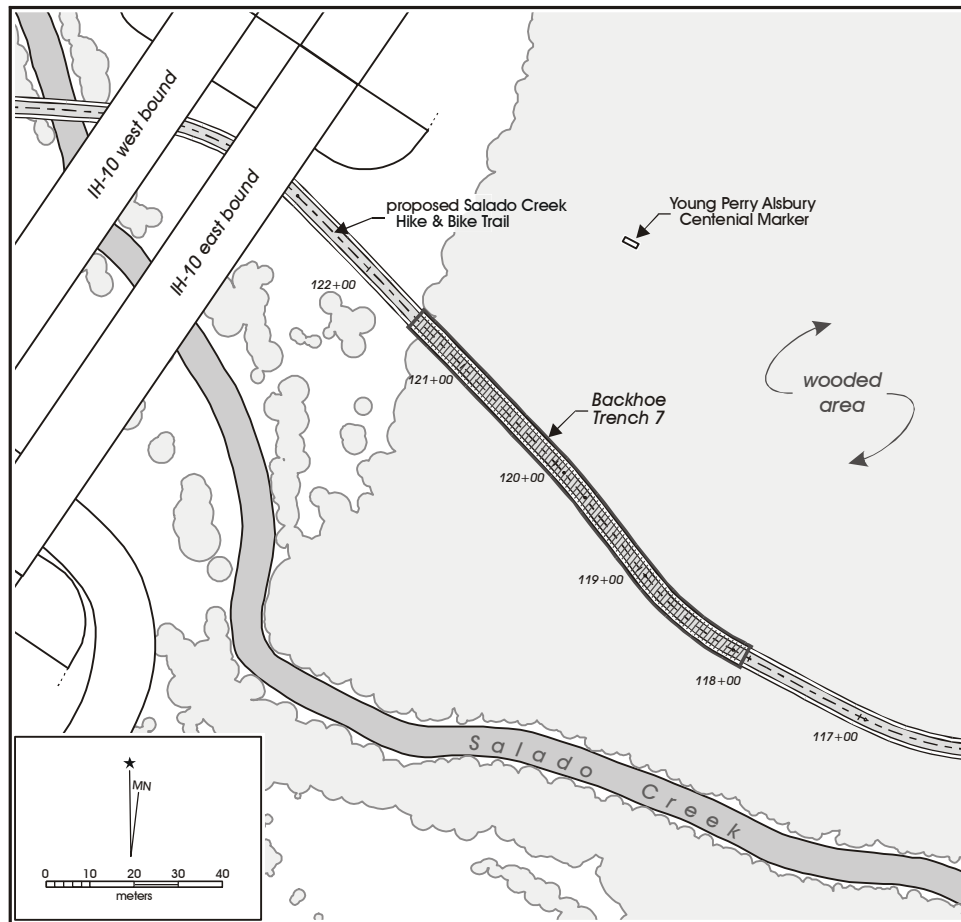 IH-10 west bound
IH-10 east bound
proposed Salado Creek
Hike & Bike Trail
Young Perry Alsbury
Centenial Marker
122+00
121+00
wooded
area
Backhoe
Trench 7
120+00
119+00
118+00
117+00
Salado Creek
MN
0 10 20 30 40
meters